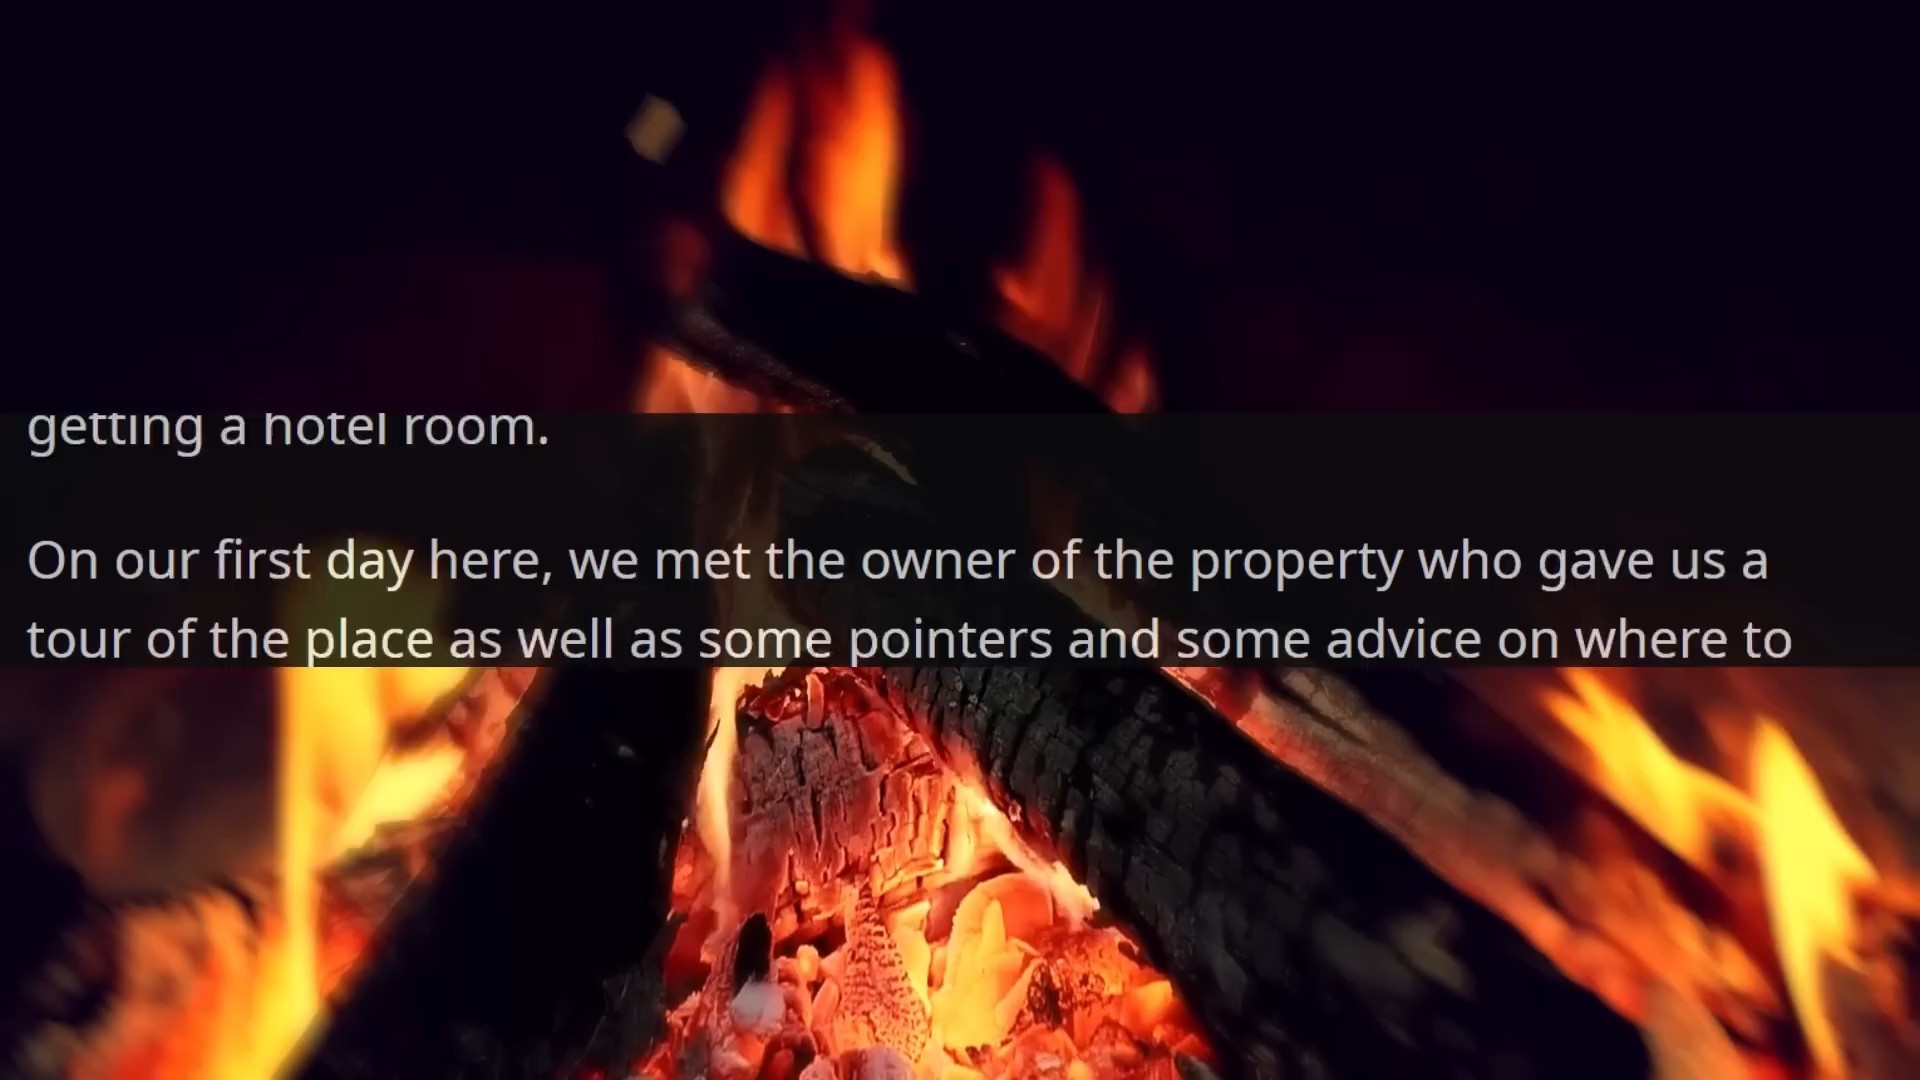 getting a hotel room.
On our first day here, we met the owner of the property who gave us a
tour of the place as well as some pointers and some advice on where to